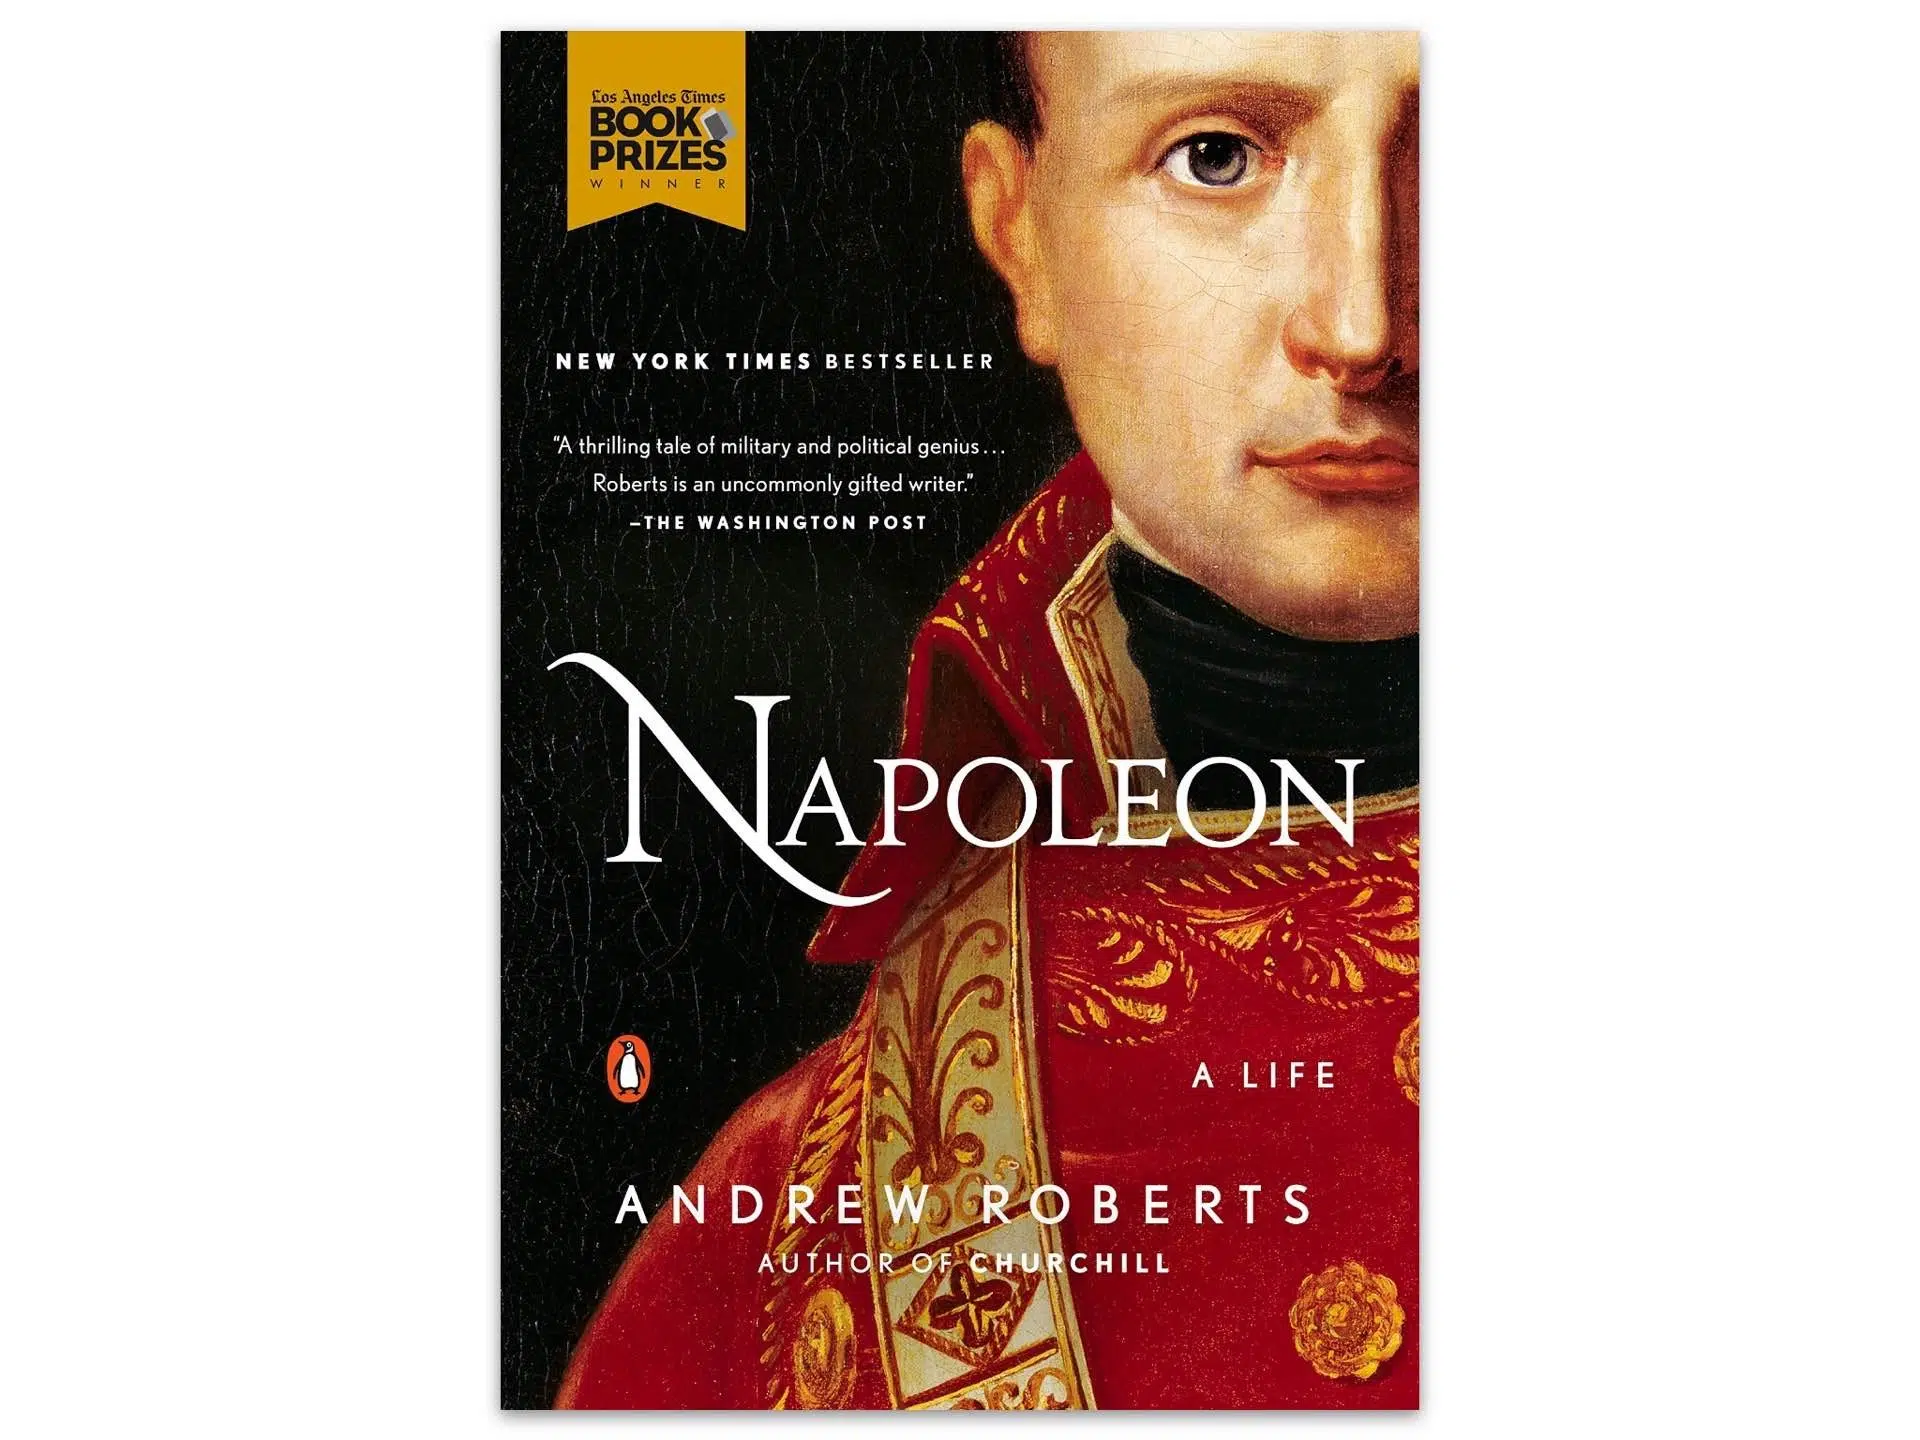 Los Angeles Times
BOOK
PRIZES
WINNER
NEW YORK TIMES BESTSELLER
“A thrilling tale of military and political genius...
Roberts is an uncommonly gifted writer.”
–THE WASHINGTON POST
NAPOLEON
A LIFE
ANDREW ROBERTS
AUTHOR OF CHURCHILL